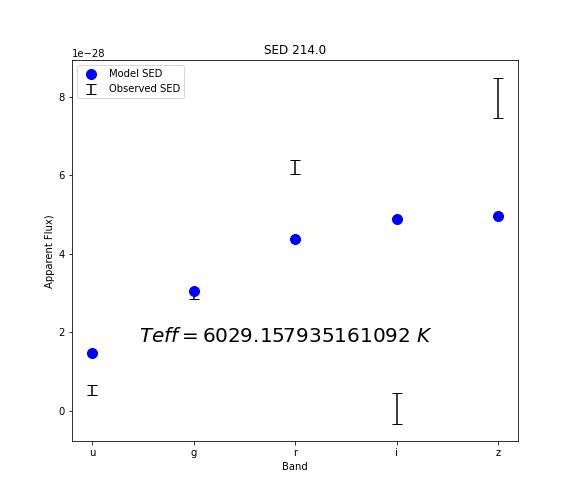 SED 214.0
1e−28
Model SED
Observed SED
8
6
4
2
0
Apparent Flux)
Teff = 6029.157935161092 K
u g r i z
Band